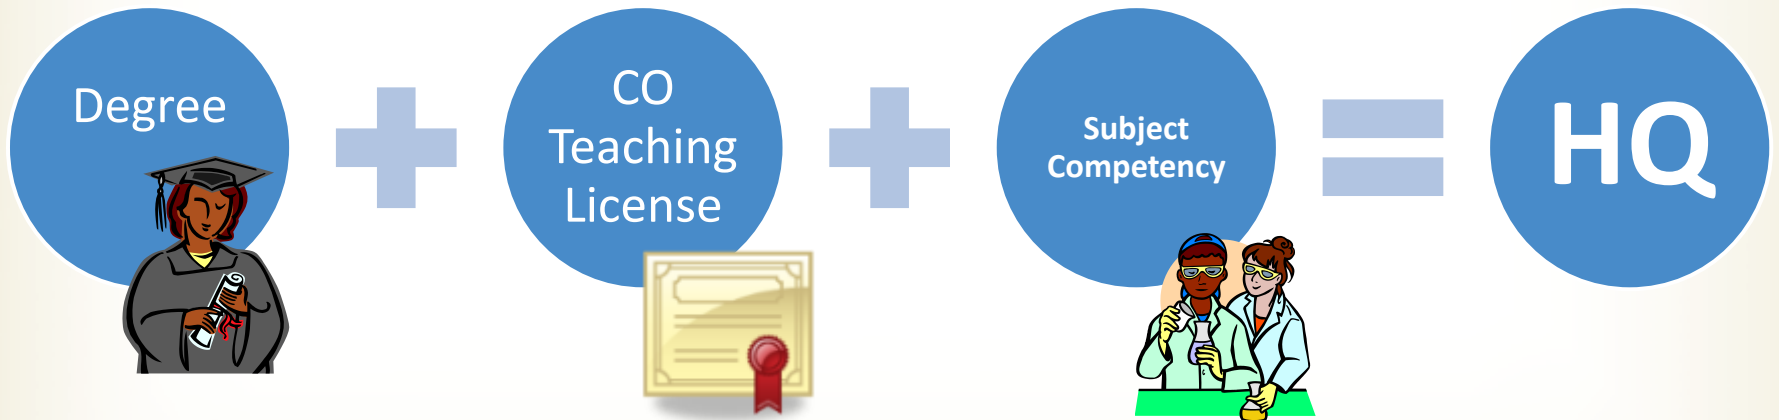 Degree
CO
Teaching
License
Subject
Competency
HQ